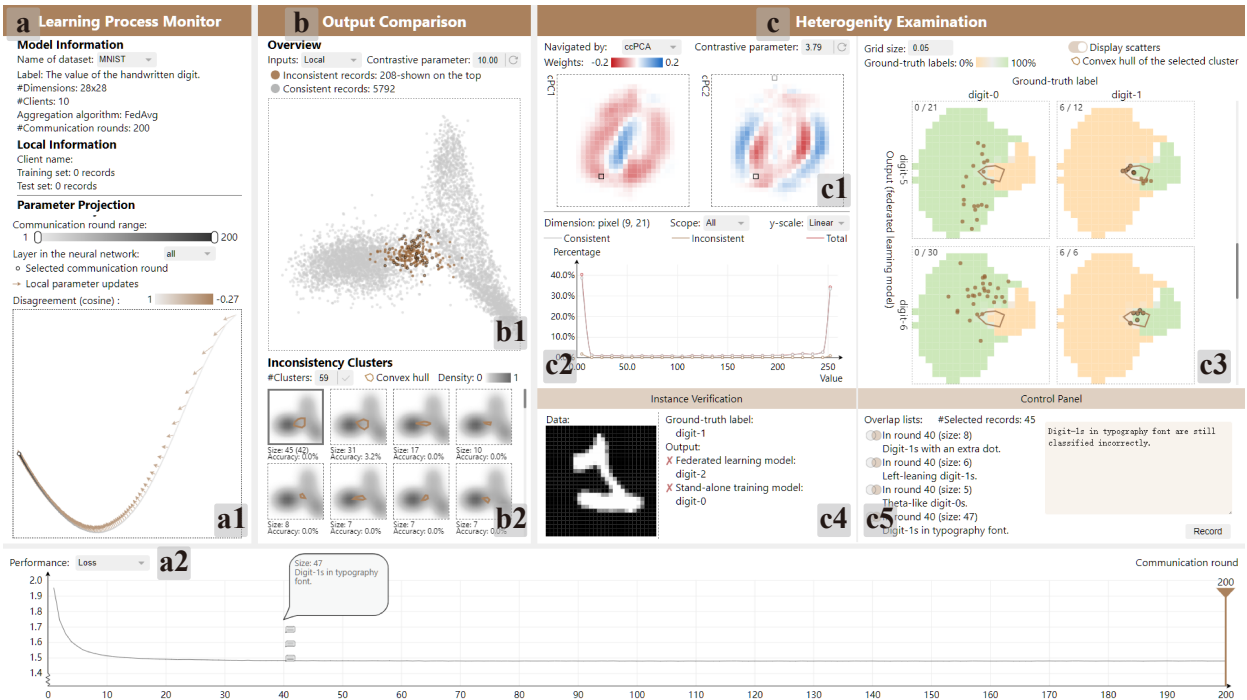 a Learning Process Monitor
Model Information
Name of dataset: MNIST
Label: The value of the handwritten digit.
#Dimensions: 28x28
#Clients: 10
Aggregation algorithm: FedAvg
#Communication rounds: 200
Local Information
Client name:
Training set: 0 records
Test set: 0 records
Parameter Projection
Communication round range:
1 200
Layer in the neural network: all
Selected communication round
Local parameter updates
Disagreement (cosine) : 1 -0.27
a1
b Output Comparison
Overview
Inputs: Local Contrastive parameter: 10.00
Inconsistent records: 208-shown on the top
Consistent records: 5792
b1
Inconsistency Clusters
#Clusters: 59 Convex hull Density: 0 1
Size: 45 (42) Size: 31 Size: 17 Size: 10
Accuracy: 0.0% Accuracy: 3.2% Accuracy: 0.0% Accuracy: 0.0%
Size: 8 Size: 7 Size: 7 Size: 7
Accuracy: 0.0% Accuracy: 0.0% Accuracy: 0.0% Accuracy: 0.0%
b2
c Heterogenity Examination
Navigated by: ccPCA Contrastive parameter: 3.79
Weights: -0.2 0.2
cPC1 cPC2
c1
Dimension: pixel (9, 21) Scope: All y-scale: Linear
Consistent Inconsistent Total
Percentage
40.0%
30.0%
20.0%
10.0%
0.00 50.0 100 150 200 250
Value
c2
Grid size: 0.05 Display scatters
Ground-truth labels: 0% 100% Convex hull of the selected cluster
Ground-truth label
digit-0 digit-1
Output (federated learning model)
digit-5
0 / 21 6 / 12
digit-6
0 / 30 6 / 6
c3
Instance Verification
Data:
Ground-truth label:
digit-1
Output:
Federated learning model:
digit-2
Stand-alone training model:
digit-0
c4
Control Panel
Overlap lists: #Selected records: 45
In round 40 (size: 8)
Digit-1s with an extra dot.
In round 40 (size: 6)
Left-leaning digit-1s.
In round 40 (size: 5)
Theta-like digit-0s.
round 40 (size: 47)
Digit-1s in typography font.
c5
Digit-1s in typography font are still
classified incorrectly.
Record
Performance: Loss
a2
Communication round
200
Size: 47
Digit-1s in typography
font.
2.0
1.9
1.8
1.7
1.6
1.5
1.4
0 10 20 30 40 50 60 70 80 90 100 110 120 130 140 150 160 170 180 190 200